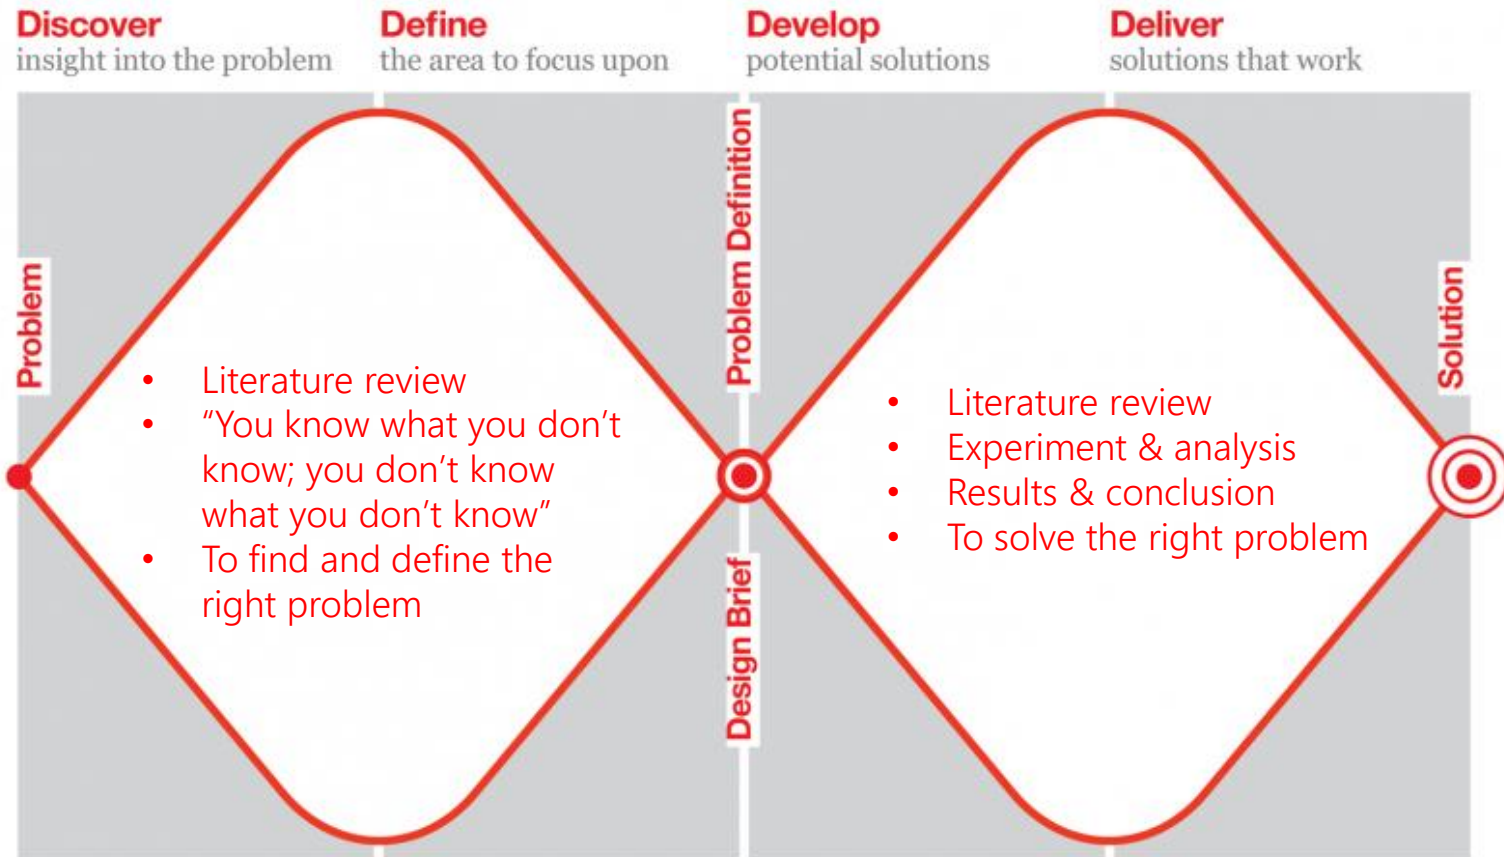 Discover
insight into the problem
Define
the area to focus upon
Develop
potential solutions
Deliver
solutions that work
Problem
• Literature review
• “You know what you don’t
know; you don’t know
what you don’t know”
• To find and define the
right problem
Problem Definition
Design Brief
• Literature review
• Experiment & analysis
• Results & conclusion
• To solve the right problem
Solution